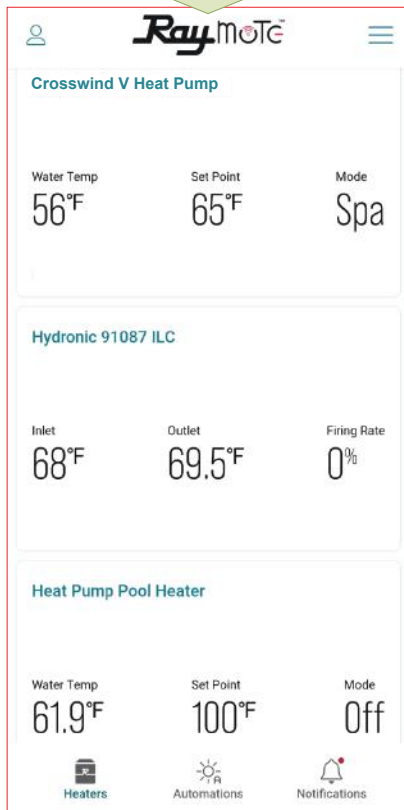 Raymote™
Crosswind V Heat Pump
Water Temp Set Point Mode
56°F 65°F Spa
Hydronic 91087 ILC
Inlet Outlet Firing Rate
68°F 69.5°F 0%
Heat Pump Pool Heater
Water Temp Set Point Mode
61.9°F 100°F Off
R A
Heaters Automations Notifications